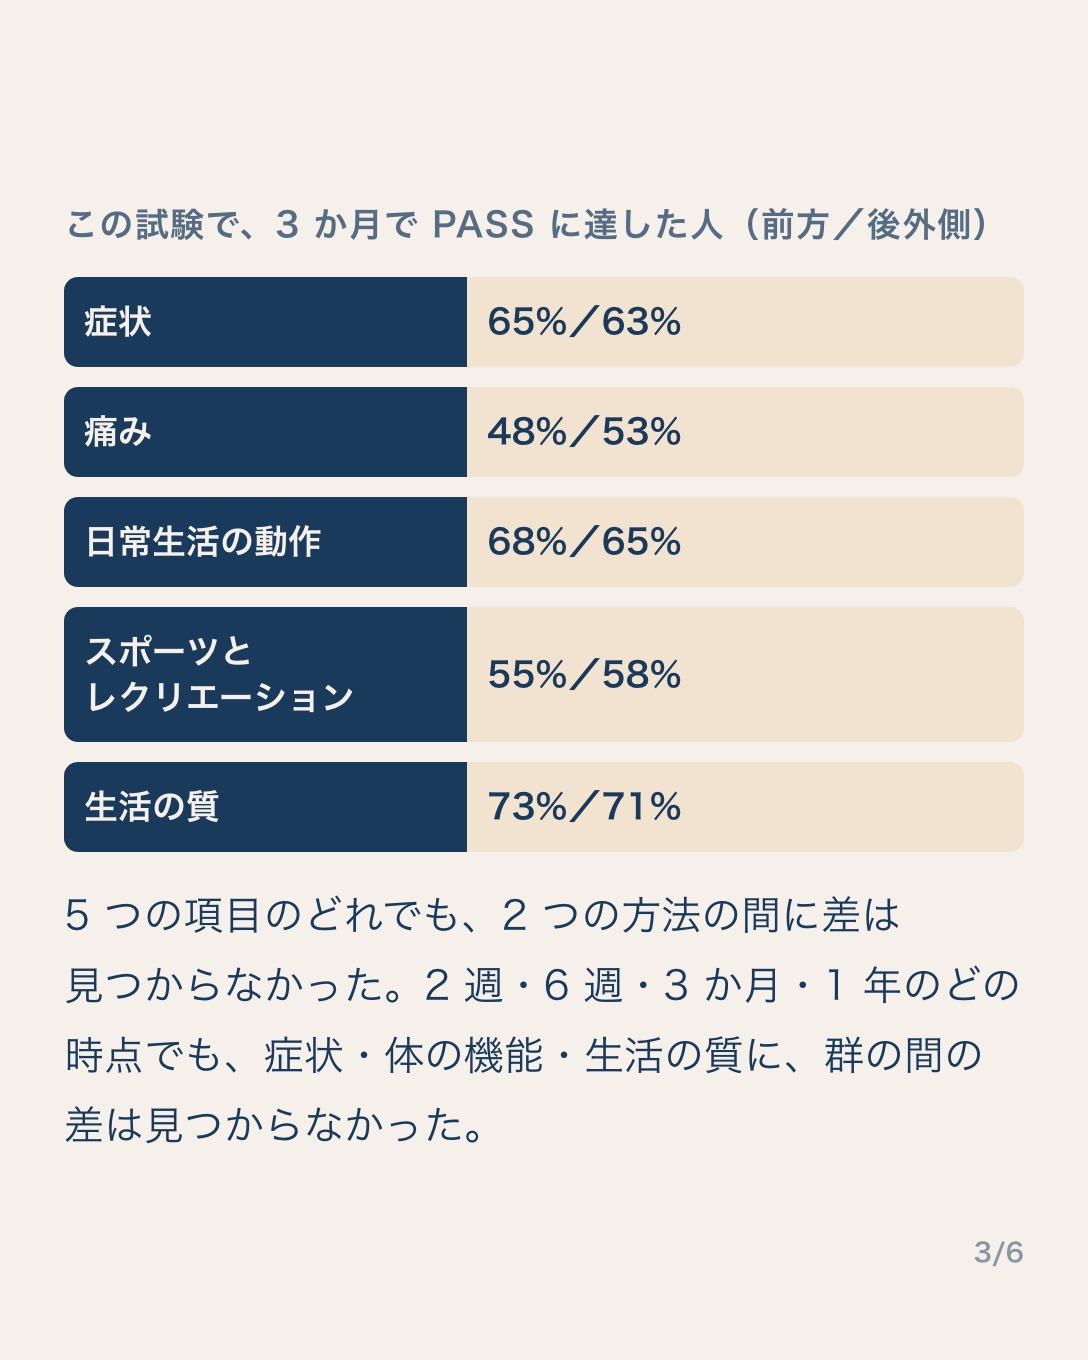 この試験で、3 か月で PASS に達した人（前方／後外側）
症状
65%／63%
痛み
48%／53%
日常生活の動作
68%／65%
スポーツと
レクリエーション
55%／58%
生活の質
73%／71%
5 つの項目のどれでも、2 つの方法の間に差は
見つからなかった。2 週・6 週・3 か月・1 年のどの
時点でも、症状・体の機能・生活の質に、群の間の
差は見つからなかった。
3/6